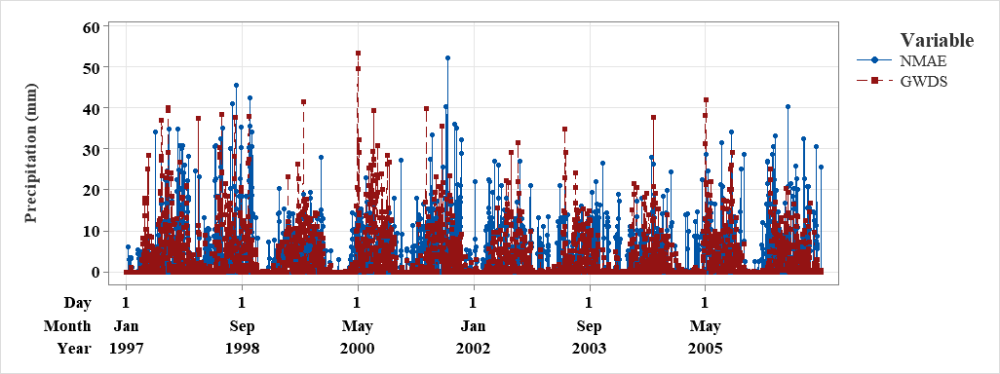 Precipitation (mm)
60
50
40
30
20
10
0
Day 1 1 1 1 1 1
Month Jan Sep May Jan Sep May
Year 1997 1998 2000 2002 2003 2005
Variable
NMAE
GWDS